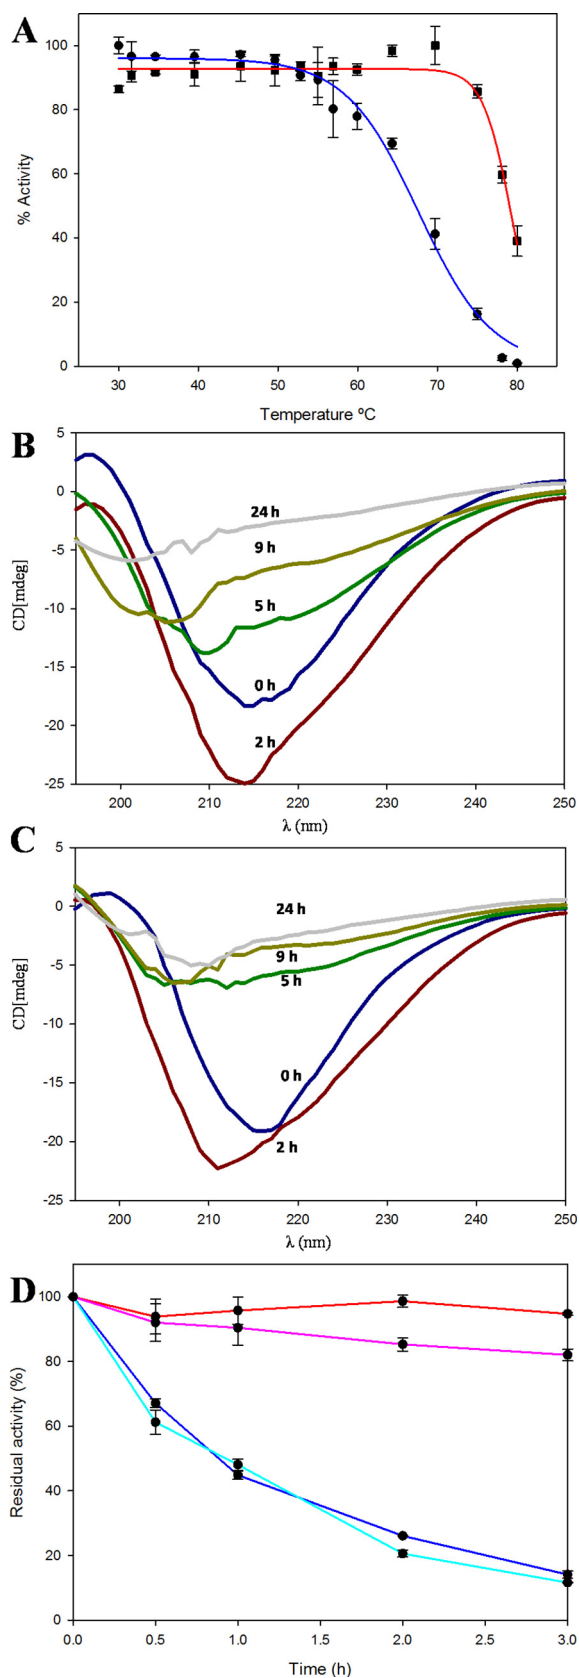 A
100
80
60
40
20
0
% Activity
30
40
50
60
70
80
Temperature ºC
B
5
0
-5
-10
-15
-20
-25
CD[mdeg]
24 h
9 h
5 h
0 h
2 h
200
210
220
230
240
250
λ (nm)
C
5
0
-5
-10
-15
-20
-25
CD[mdeg]
24 h
9 h
5 h
0 h
2 h
200
210
220
230
240
250
λ (nm)
D
100
80
60
40
20
0
Residual activity (%)
0.0
0.5
1.0
1.5
2.0
2.5
3.0
Time (h)